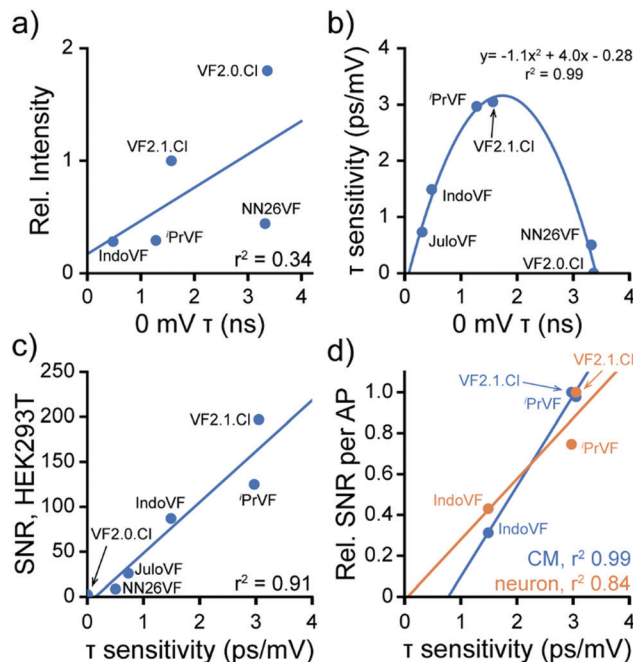 a)
Rel. Intensity
2
1
0
VF2.0.Cl
VF2.1.Cl
NN26VF
IndoVF
ⁱPrVF
r² = 0.34
0 1 2 3 4
0 mV τ (ns)
b)
τ sensitivity (ps/mV)
4
3
2
1
0
y= -1.1x² + 4.0x - 0.28
r² = 0.99
ⁱPrVF
VF2.1.Cl
IndoVF
JuloVF
NN26VF
VF2.0.Cl
0 1 2 3 4
0 mV τ (ns)
c)
SNR, HEK293T
250
200
150
100
50
0
VF2.1.Cl
IndoVF
ⁱPrVF
VF2.0.Cl
JuloVF
NN26VF
r² = 0.91
0 1 2 3 4
τ sensitivity (ps/mV)
d)
Rel. SNR per AP
1.0
0.8
0.6
0.4
0.2
0
VF2.1.Cl
VF2.1.Cl
ⁱPrVF
ⁱPrVF
IndoVF
IndoVF
CM, r² 0.99
neuron, r² 0.84
0 1 2 3 4
τ sensitivity (ps/mV)